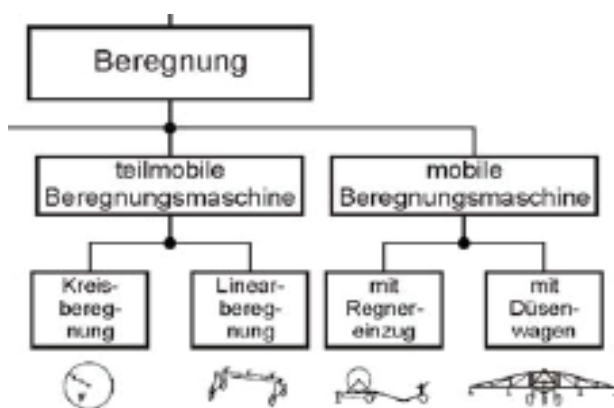 Beregnung
teilmobile
Beregnungsmaschine
mobile
Beregnungsmaschine
Kreis-
bereg-
nung
Linear-
bereg-
nung
mit
Regner-
einzug
mit
Düsen-
wagen